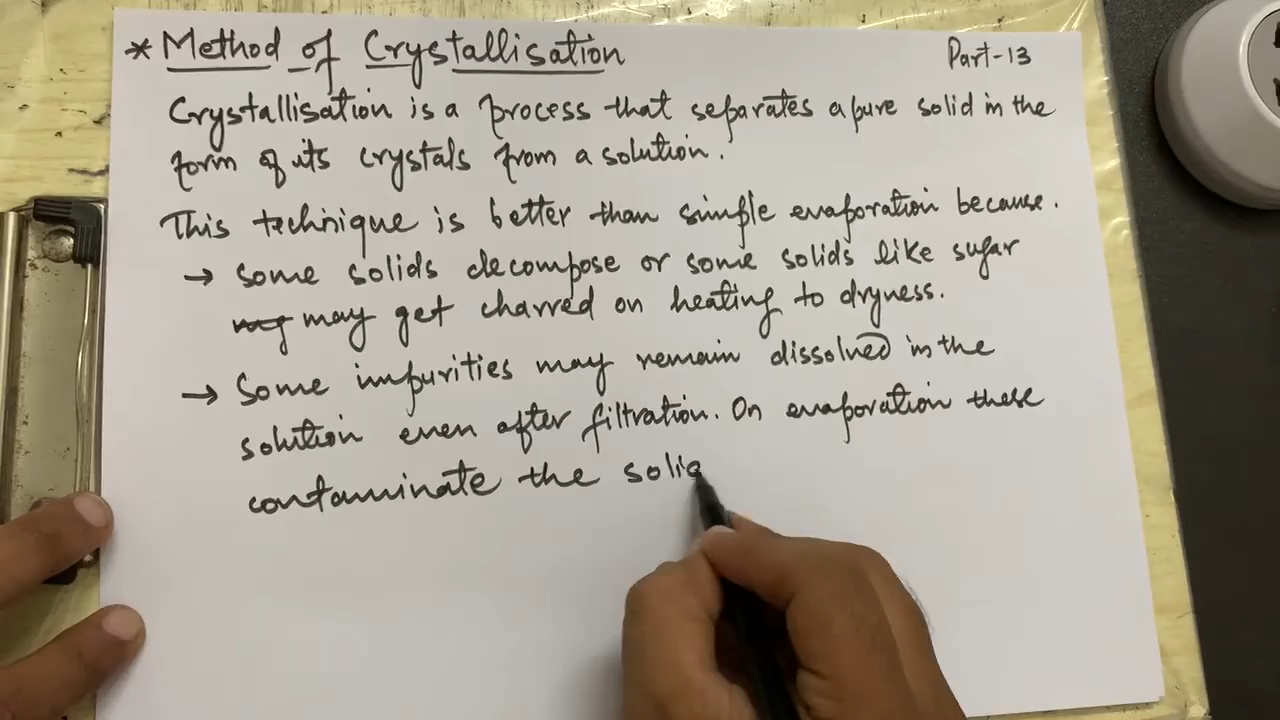 * Method of Crystallisation
Part-13
Crystallisation is a process that separates a pure solid in the
form of its crystals from a solution.
This technique is better than simple evaporation because.
→ Some solids decompose or some solids like sugar
may get charred on heating to dryness.
→ Some impurities may remain dissolved in the
solution even after filtration. On evaporation these
contaminate the solid